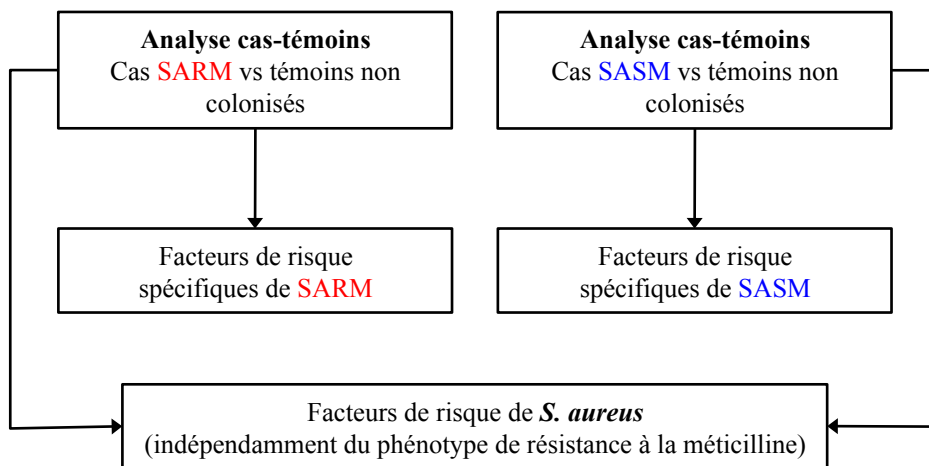 Analyse cas-témoins
Cas SARM vs témoins non
colonisés
Analyse cas-témoins
Cas SASM vs témoins non
colonisés
Facteurs de risque
spécifiques de SARM
Facteurs de risque
spécifiques de SASM
Facteurs de risque de S. aureus
(indépendamment du phénotype de résistance à la méticilline)